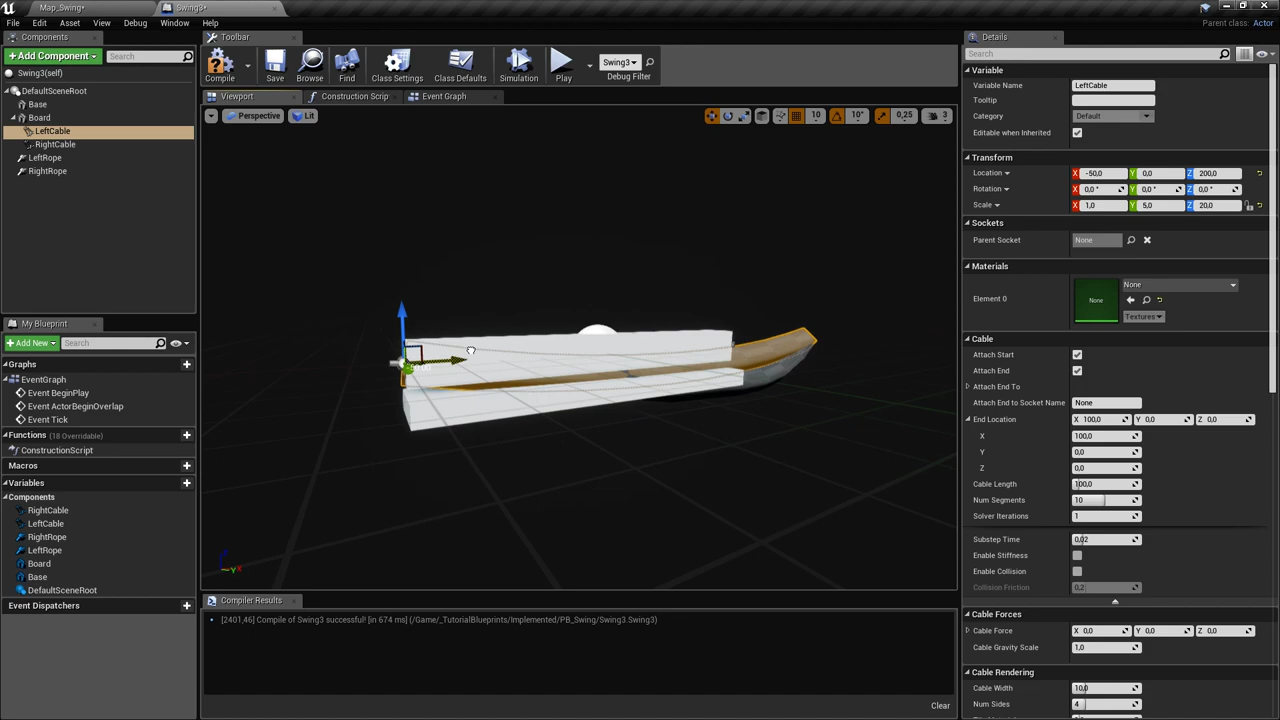 Map_Swing*
Swing3*
File Edit Asset View Debug Window Help
Parent class: Actor
Components
Add Component
Search
Swing3(self)
DefaultSceneRoot
Base
Board
LeftCable
RightCable
LeftRope
RightRope
My Blueprint
Add New
Search
Graphs
EventGraph
Event BeginPlay
Event ActorBeginOverlap
Event Tick
Functions (18 Overridable)
ConstructionScript
Macros
Variables
Components
RightCable
LeftCable
RightRope
LeftRope
Board
Base
DefaultSceneRoot
Event Dispatchers
Toolbar
Compile
Save
Browse
Find
Class Settings
Class Defaults
Simulation
Play
Swing3
Debug Filter
Viewport
Construction Scrip
Event Graph
Perspective
Lit
10
10°
0,25
3
Compiler Results
[2401,46] Compile of Swing3 successful! [in 674 ms] (/Game/_TutorialBlueprints/Implemented/PB_Swing/Swing3.Swing3)
Clear
Details
Search
Variable
Variable Name LeftCable
Tooltip
Category Default
Editable when Inherited
Transform
Location X -50,0 Y 0,0 Z 200,0
Rotation X 0,0 ° Y 0,0 ° Z 0,0 °
Scale X 1,0 Y 5,0 Z 20,0
Sockets
Parent Socket None
Materials
Element 0
None
None
Textures
Cable
Attach Start
Attach End
Attach End To
Attach End to Socket Name None
End Location X 100,0 Y 0,0 Z 0,0
X 100,0
Y 0,0
Z 0,0
Cable Length 100,0
Num Segments 10
Solver Iterations 1
Substep Time 0,02
Enable Stiffness
Enable Collision
Collision Friction 0,2
Cable Forces
Cable Force X 0,0 Y 0,0 Z 0,0
Cable Gravity Scale 1,0
Cable Rendering
Cable Width 10,0
Num Sides 4